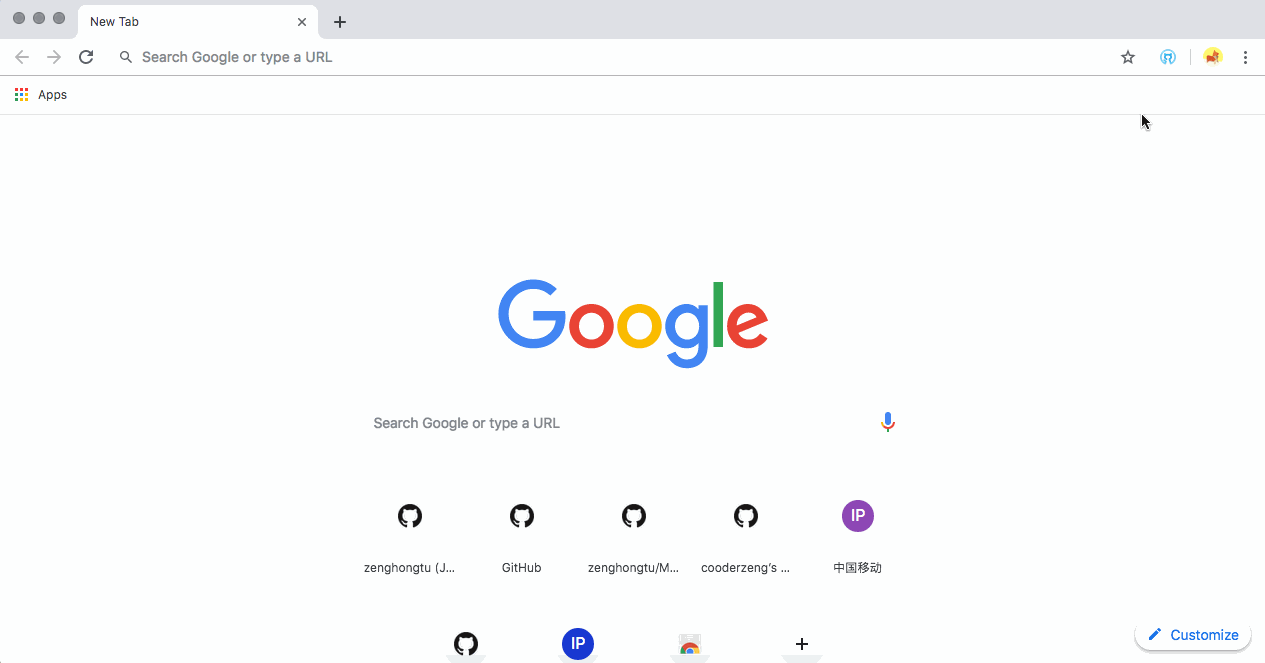 New Tab
Search Google or type a URL
Apps
Google
Search Google or type a URL
IP
zenghongtu (J...
GitHub
zenghongtu/M...
cooderzeng's ...
中国移动
IP
Customize